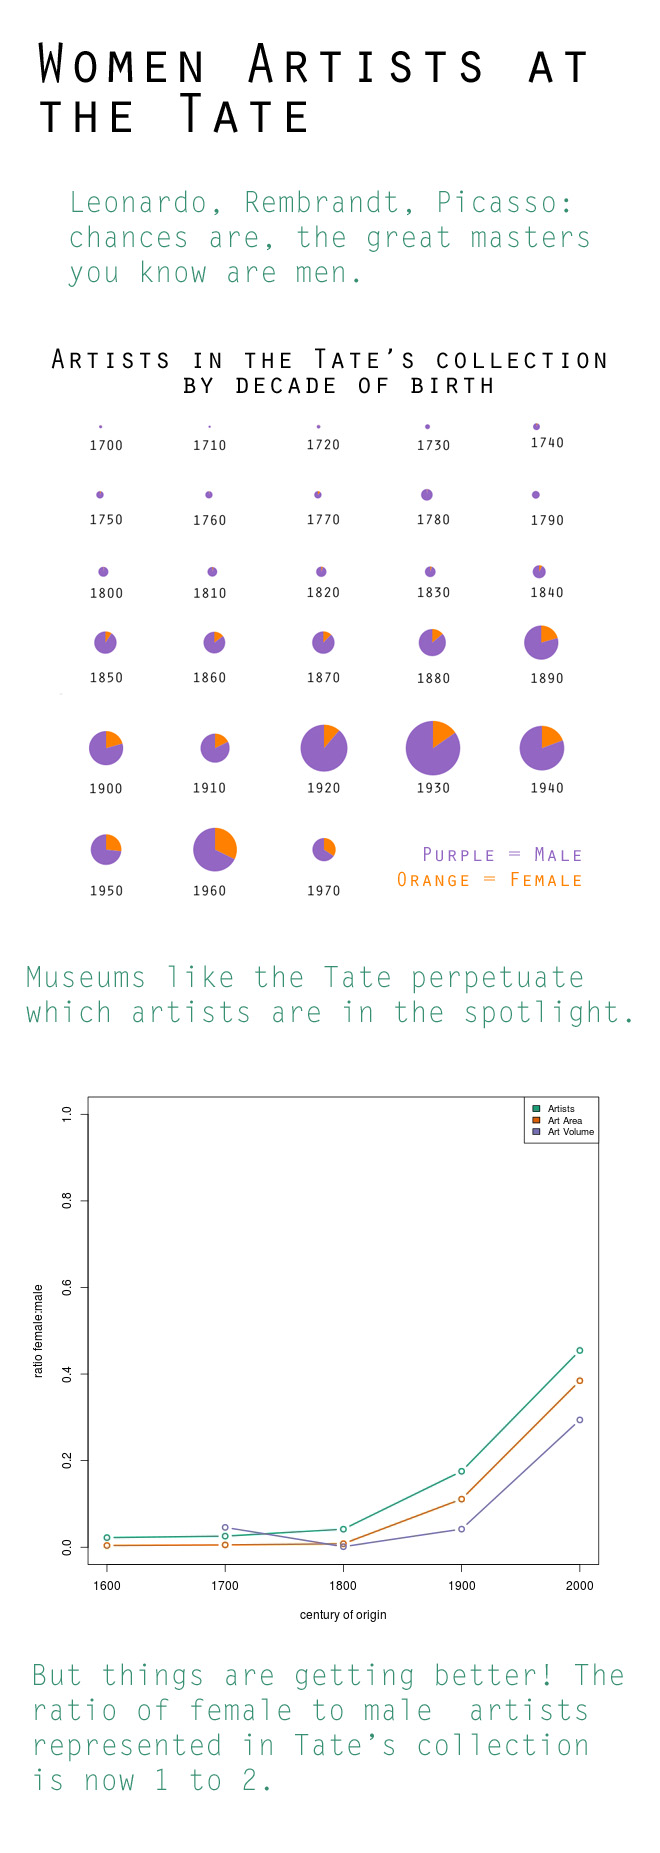 Women Artists at
the Tate
Leonardo, Rembrandt, Picasso:
chances are, the great masters
you know are men.
Artists in the Tate's collection
by decade of birth
1700 1710 1720 1730 1740
1750 1760 1770 1780 1790
1800 1810 1820 1830 1840
1850 1860 1870 1880 1890
1900 1910 1920 1930 1940
1950 1960 1970
Purple = Male
Orange = Female
Museums like the Tate perpetuate
which artists are in the spotlight.
Artists
Art Area
Art Volume
1.0
0.8
0.6
0.4
0.2
0.0
ratio female:male
1600 1700 1800 1900 2000
century of origin
But things are getting better! The
ratio of female to male artists
represented in Tate's collection
is now 1 to 2.